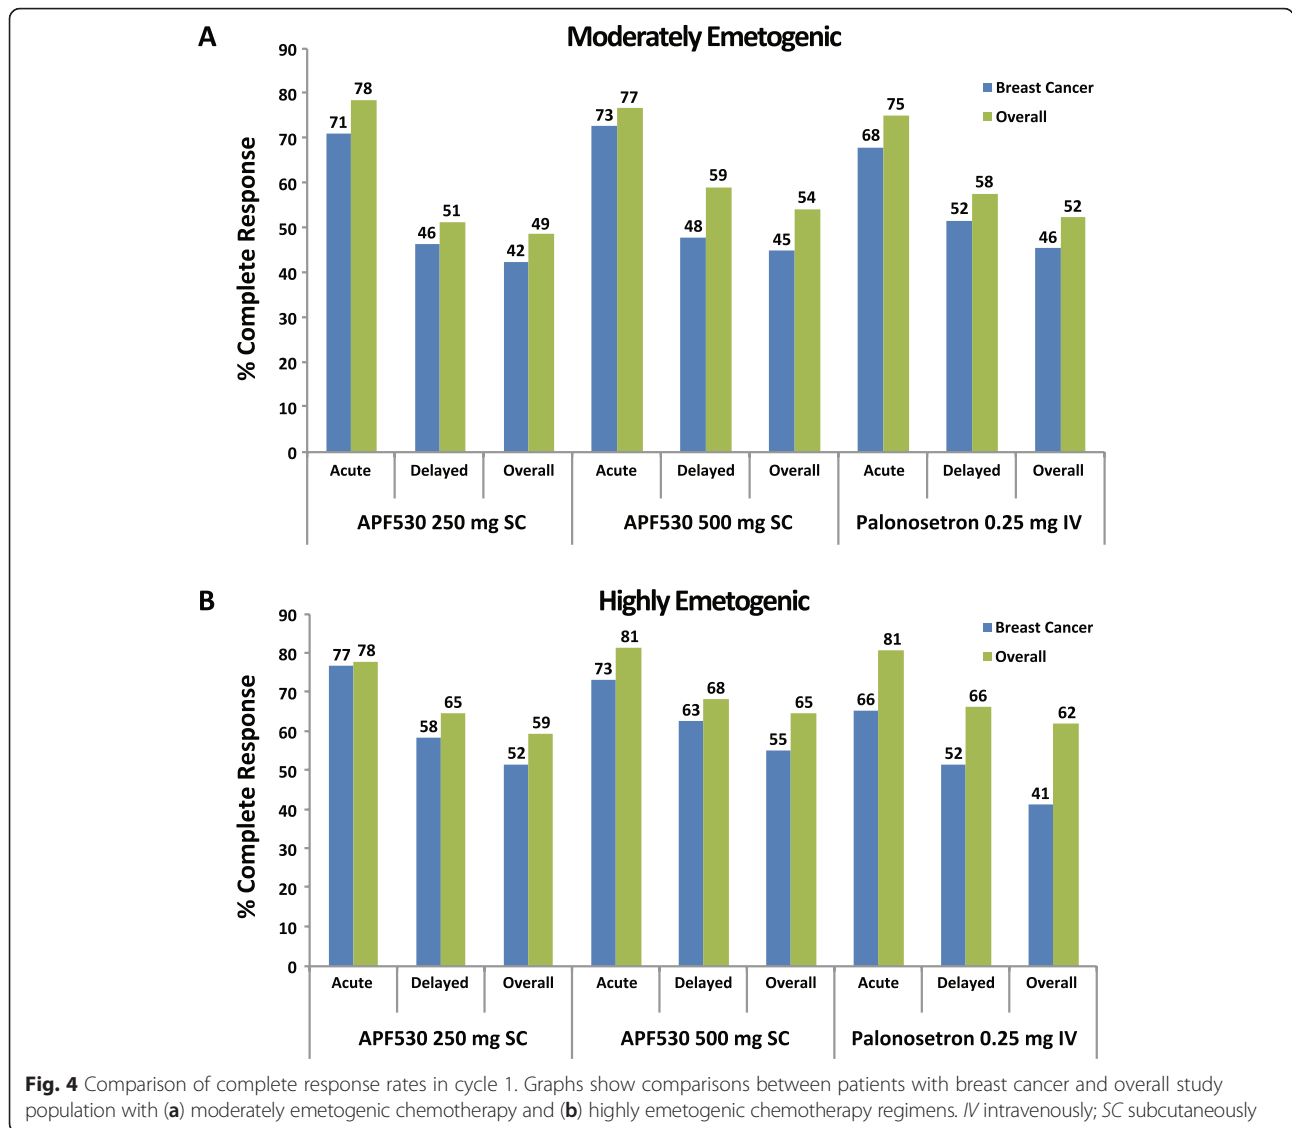 A
Moderately Emetogenic
% Complete Response
90
80
70
60
50
40
30
20
10
0
Breast Cancer
Overall
71 78 46 51 42 49 73 77 48 59 45 54 68 75 52 58 46 52
Acute Delayed Overall Acute Delayed Overall Acute Delayed Overall
APF530 250 mg SC APF530 500 mg SC Palonosetron 0.25 mg IV
B
Highly Emetogenic
% Complete Response
90
80
70
60
50
40
30
20
10
0
Breast Cancer
Overall
77 78 58 65 52 59 73 81 63 68 55 65 66 81 52 66 41 62
Acute Delayed Overall Acute Delayed Overall Acute Delayed Overall
APF530 250 mg SC APF530 500 mg SC Palonosetron 0.25 mg IV
Fig. 4 Comparison of complete response rates in cycle 1. Graphs show comparisons between patients with breast cancer and overall study
population with (a) moderately emetogenic chemotherapy and (b) highly emetogenic chemotherapy regimens. IV intravenously; SC subcutaneously